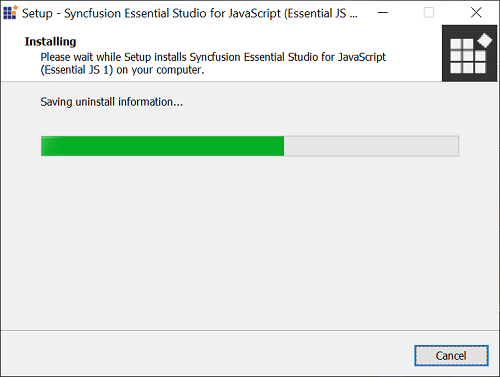 Setup - Syncfusion Essential Studio for JavaScript (Essential JS ...
Installing
Please wait while Setup installs Syncfusion Essential Studio for JavaScript
(Essential JS 1) on your computer.
Saving uninstall information...
Cancel